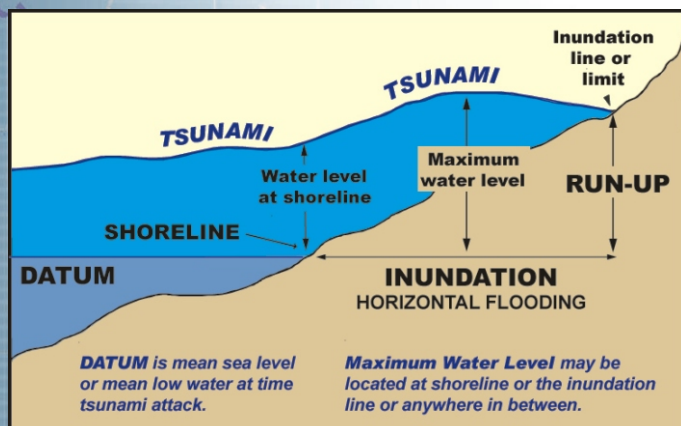 Inundation
line or
limit
TSUNAMI
TSUNAMI
Water level
at shoreline
Maximum
water level
RUN-UP
SHORELINE
DATUM
INUNDATION
HORIZONTAL FLOODING
DATUM is mean sea level
or mean low water at time
tsunami attack.
Maximum Water Level may be
located at shoreline or the inundation
line or anywhere in between.